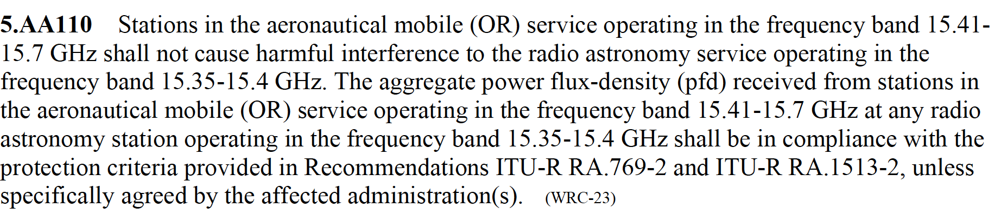 5.AA110 Stations in the aeronautical mobile (OR) service operating in the frequency band 15.41-
15.7 GHz shall not cause harmful interference to the radio astronomy service operating in the
frequency band 15.35-15.4 GHz. The aggregate power flux-density (pfd) received from stations in
the aeronautical mobile (OR) service operating in the frequency band 15.41-15.7 GHz at any radio
astronomy station operating in the frequency band 15.35-15.4 GHz shall be in compliance with the
protection criteria provided in Recommendations ITU-R RA.769-2 and ITU-R RA.1513-2, unless
specifically agreed by the affected administration(s). (WRC-23)